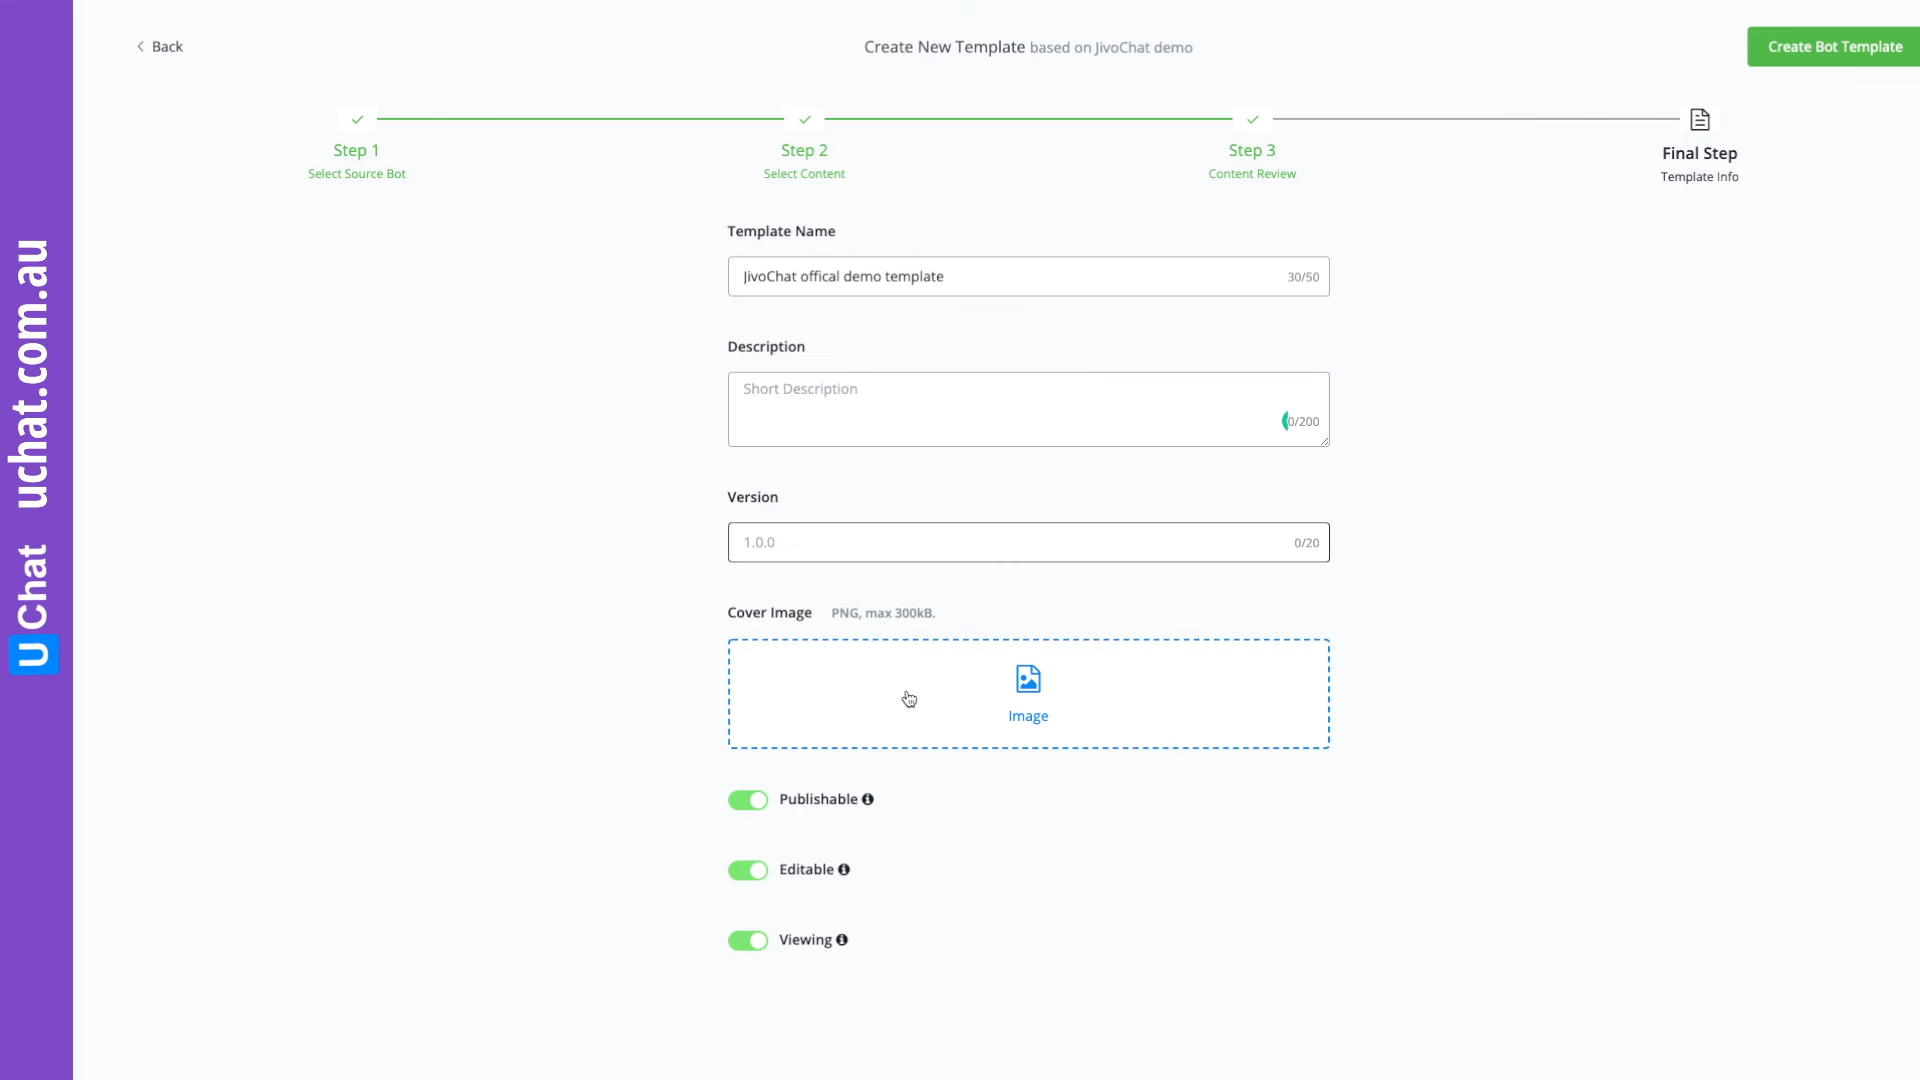 Back
Create New Template based on JivoChat demo
Create Bot Template
Step 1
Select Source Bot
Step 2
Select Content
Step 3
Content Review
Final Step
Template Info
Template Name
JivoChat offical demo template
30/50
Description
Short Description
0/200
Version
1.0.0
0/20
Cover Image PNG, max 300kB.
Image
Publishable
Editable
Viewing
U UChat uchat.com.au